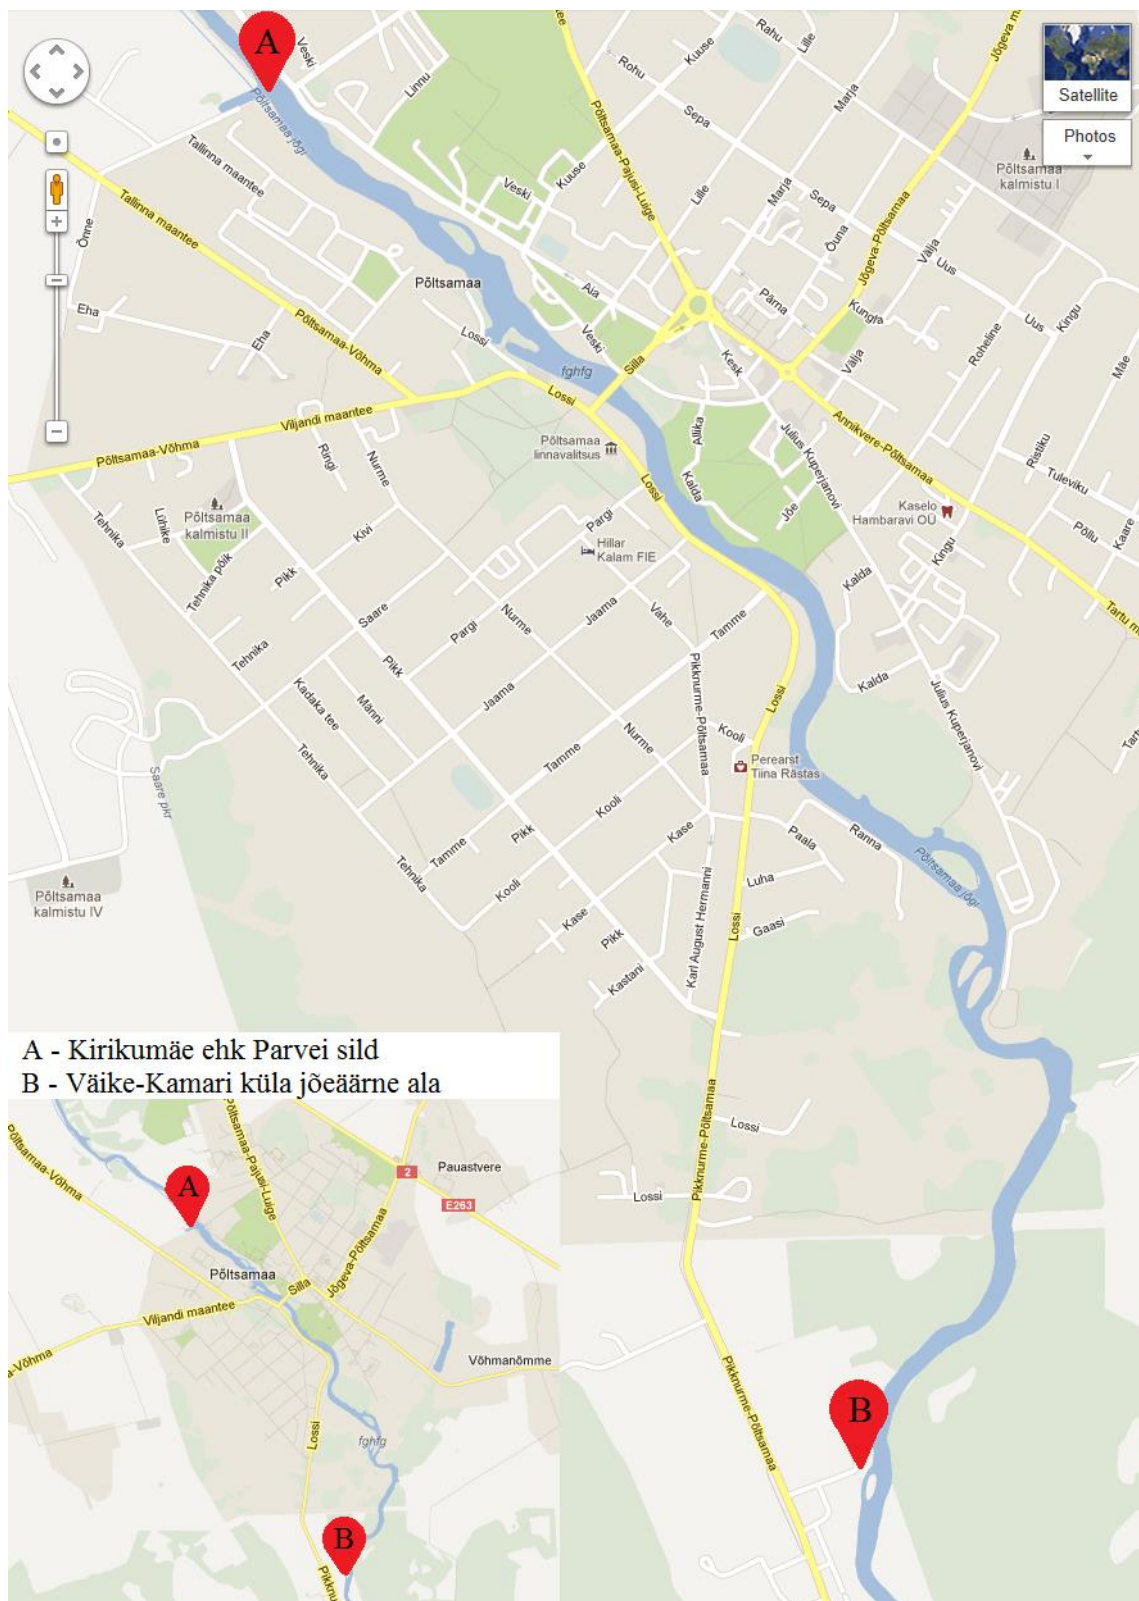 A
Veski
Linnu
Põltsamaa jõgi
Tallinna maantee
Tallinna maantee
Õnne
Eha
Eha
Põltsamaa-Võhma
Põltsamaa
Lossi
Veski
Kuuse
Põltsamaa-Pajusi-Luige
Rohu
Kuuse
Rahu
Lille
Marja
Sepa
Jõgeva m
Satellite
Photos
Põltsamaa
kalmistu I
Lille
Marja
Sepa
Õuna
Välja
Uus
Jõgeva-Põltsamaa
Aia
Veski
Pärna
Kungla
Uus
Kingu
Roheline
Mäe
Silla
Kesk
Välja
fghfg
Lossi
Viljandi maantee
Põltsamaa-Võhma
Ringi
Nurme
Põltsamaa
linnavalitsus
Allika
Kalda
Julius Kuperjanovi
Annikvere-Põltsamaa
Ristiku
Tuleviku
Põllu
Kaare
Jõe
Kaselo
Hambaravi OÜ
Kingu
Tehnika
Lühike
Põltsamaa
kalmistu II
Tehnika põik
Kivi
Pikk
Lossi
Pargi
Hillar
Kalam FIE
Kalda
Tartu m
Saare
Pargi
Nurme
Jaama
Vahe
Tamme
Tehnika
Pikk
Kadaka tee
Männi
Jaama
Pikknurme-Põltsamaa
Lossi
Kalda
Julius Kuperjanovi
Tartu
Tehnika
Tamme
Nurme
Kooli
Perearst
Tiina Rästas
Saare pkr
Kooli
Pikk
Tamme
Kase
Paala
Ranna
Põltsamaa jõgi
Põltsamaa
kalmistu IV
Tehnika
Kooli
Kase
Pikk
Karl August Hermanni
Luha
Lossi
Gaasi
Kastani
A - Kirikumäe ehk Parvei sild
B - Väike-Kamari küla jõeäärne ala
Pikknurme-Põltsamaa
Lossi
Lossi
Pikknurme-Põltsamaa
B
Põltsamaa-Võhma
Põltsamaa-Pajusi-Luige
2
Pauastvere
E263
A
Põltsamaa
Silla
Jõgeva-Põltsamaa
Viljandi maantee
a-Võhma
Võhmanõmme
Lossi
fghfg
B
Pikknu